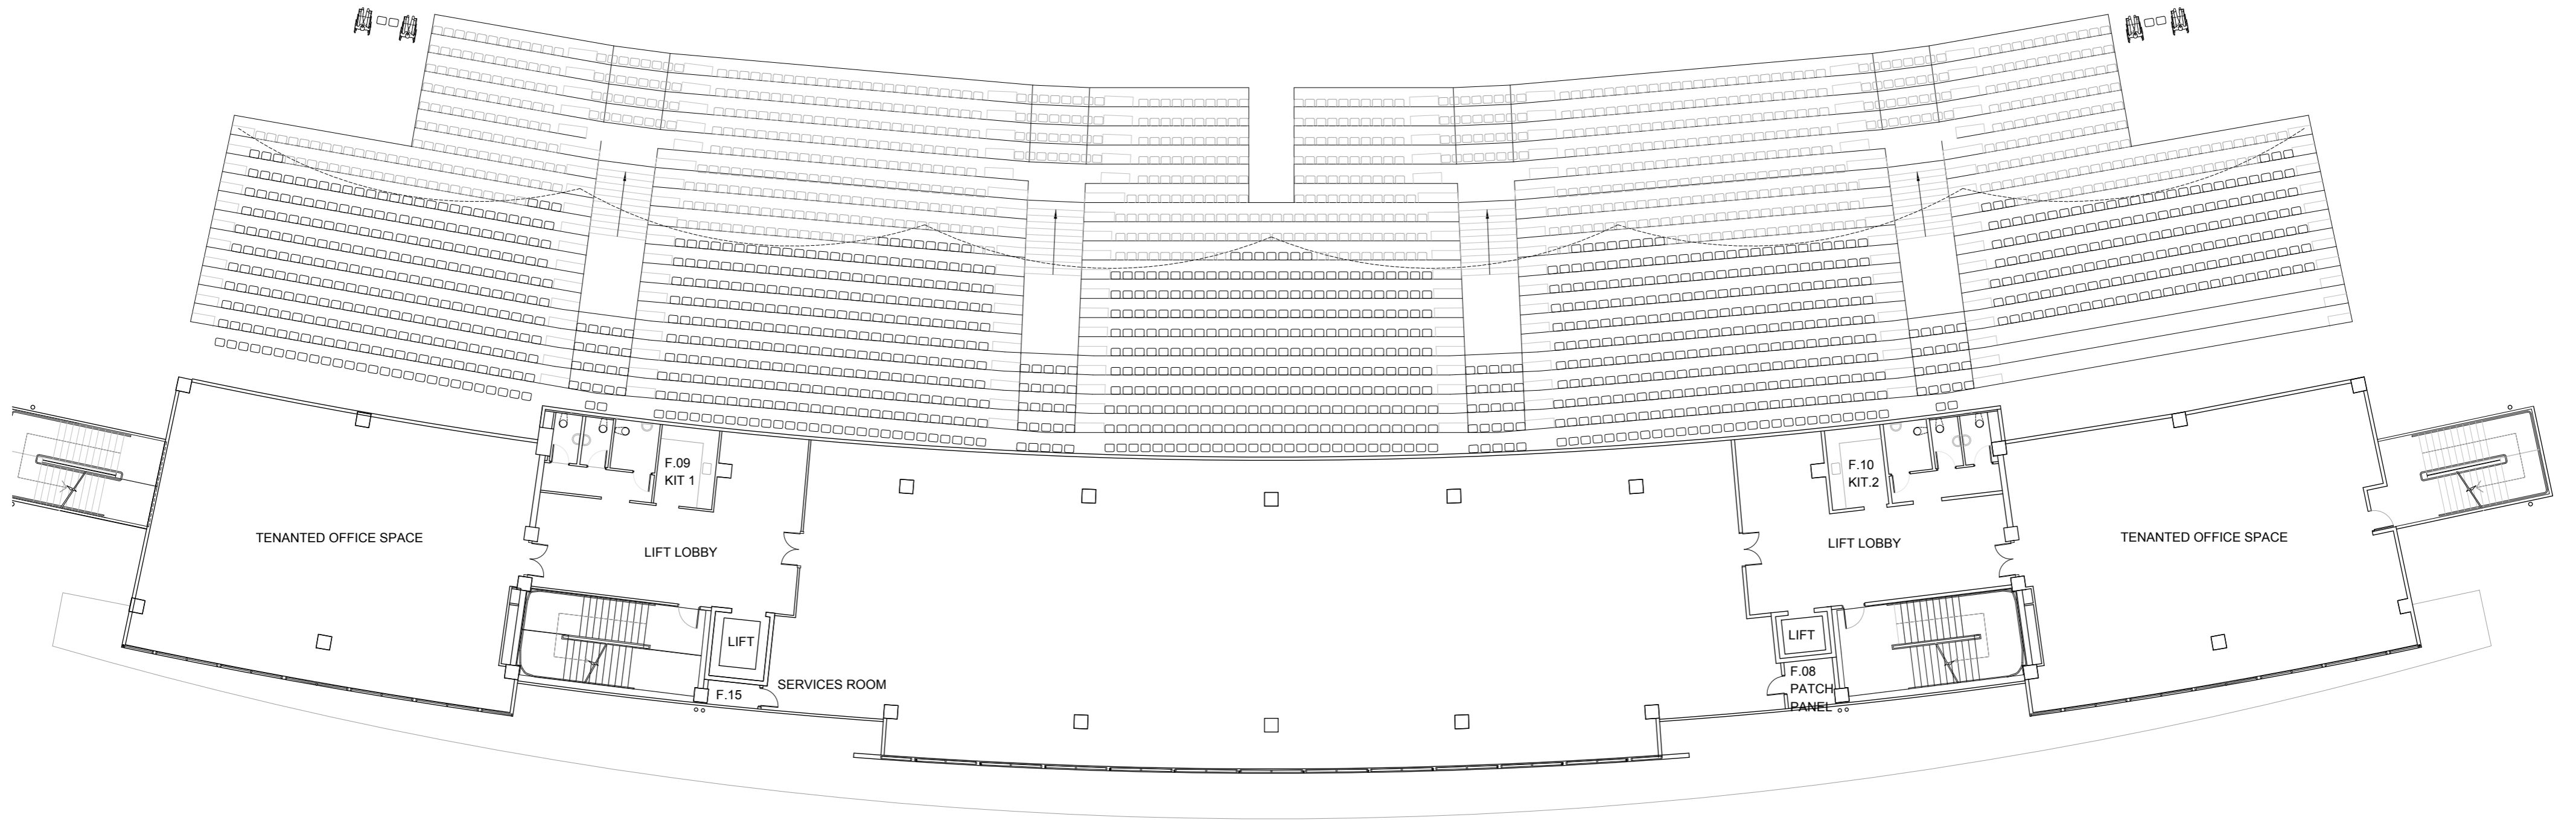 F.09
KIT 1
F.10
KIT.2
TENANTED OFFICE SPACE
LIFT LOBBY
LIFT LOBBY
TENANTED OFFICE SPACE
LIFT
LIFT
F.15
SERVICES ROOM
F.08
PATCH
PANEL